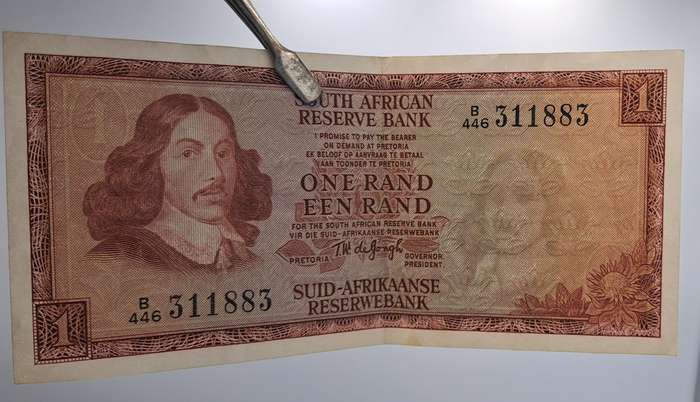 1
SOUTH AFRICAN
RESERVE BANK
B/446 311883
I PROMISE TO PAY THE BEARER
ON DEMAND AT PRETORIA
EK BELOOF OP AANVRAAG TE BETAAL
AAN TOONDER TE PRETORIA
ONE RAND
EEN RAND
FOR THE SOUTH AFRICAN RESERVE BANK
VIR DIE SUID-AFRIKAANSE RESERWEBANK
T W de Jongh
PRETORIA
GOVERNOR
PRESIDENT
B/446 311883
SUID-AFRIKAANSE
RESERWEBANK
1